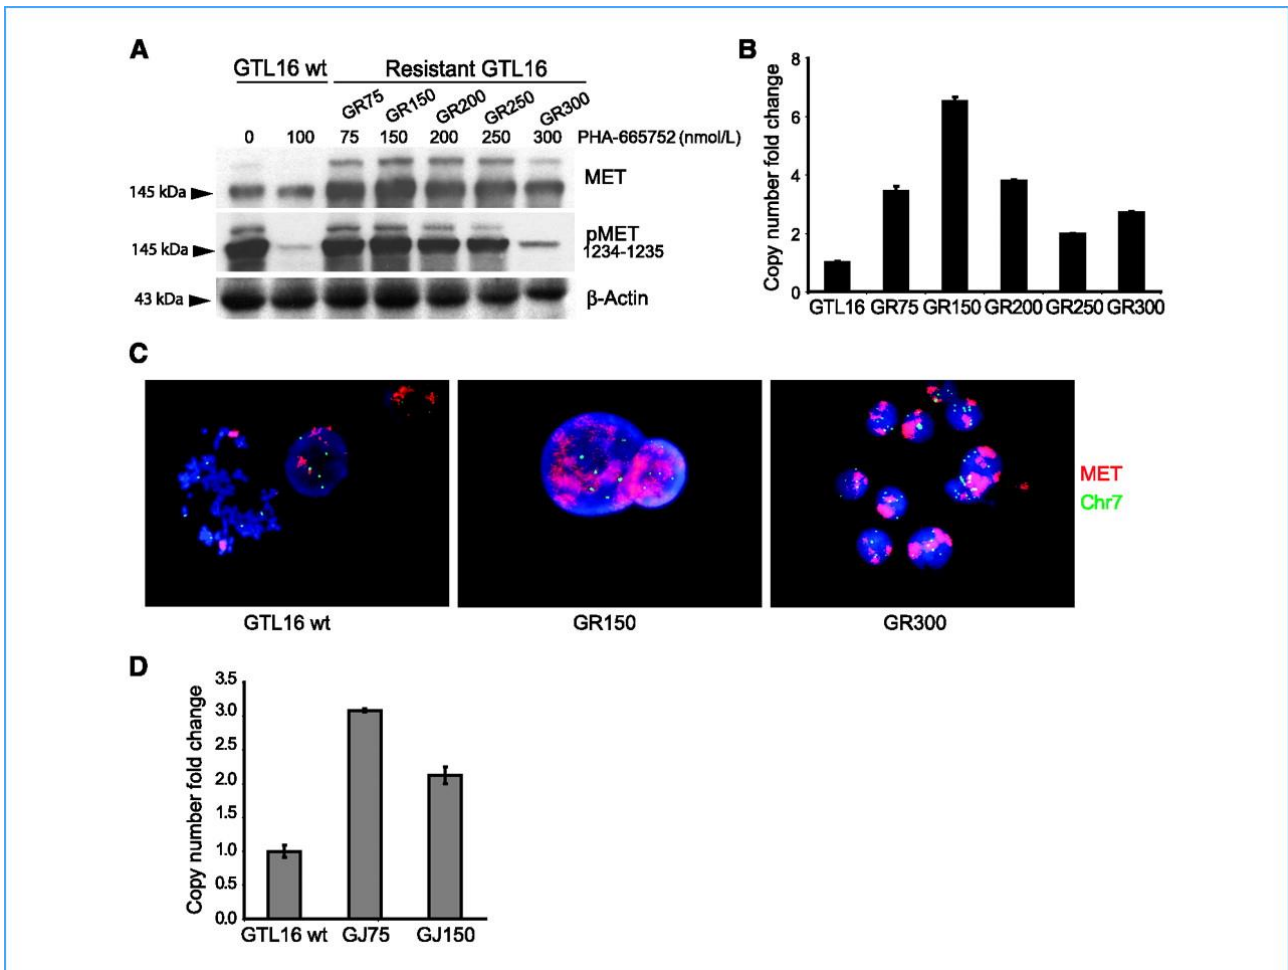 A
GTL16 wt Resistant GTL16
GR75 GR150 GR200 GR250 GR300
0 100 75 150 200 250 300 PHA-665752 (nmol/L)
MET
145 kDa
pMET
1234-1235
145 kDa
43 kDa β-Actin
B
Copy number fold change
8
6
4
2
0
GTL16 GR75 GR150 GR200 GR250 GR300
C
MET
Chr7
GTL16 wt GR150 GR300
D
Copy number fold change
3.5
3.0
2.5
2.0
1.5
1.0
0.5
0.0
GTL16 wt GJ75 GJ150